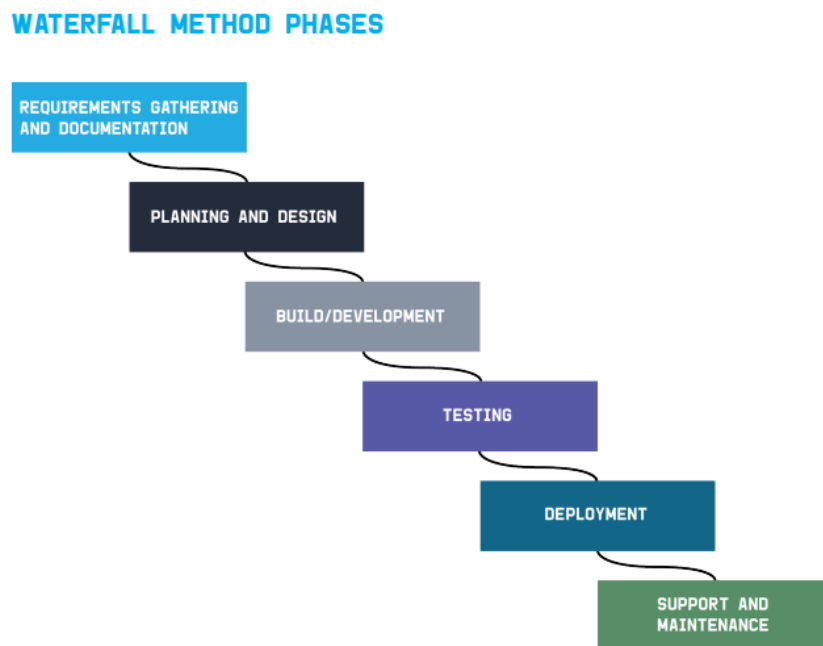 WATERFALL METHOD PHASES
REQUIREMENTS GATHERING
AND DOCUMENTATION
PLANNING AND DESIGN
BUILD/DEVELOPMENT
TESTING
DEPLOYMENT
SUPPORT AND
MAINTENANCE